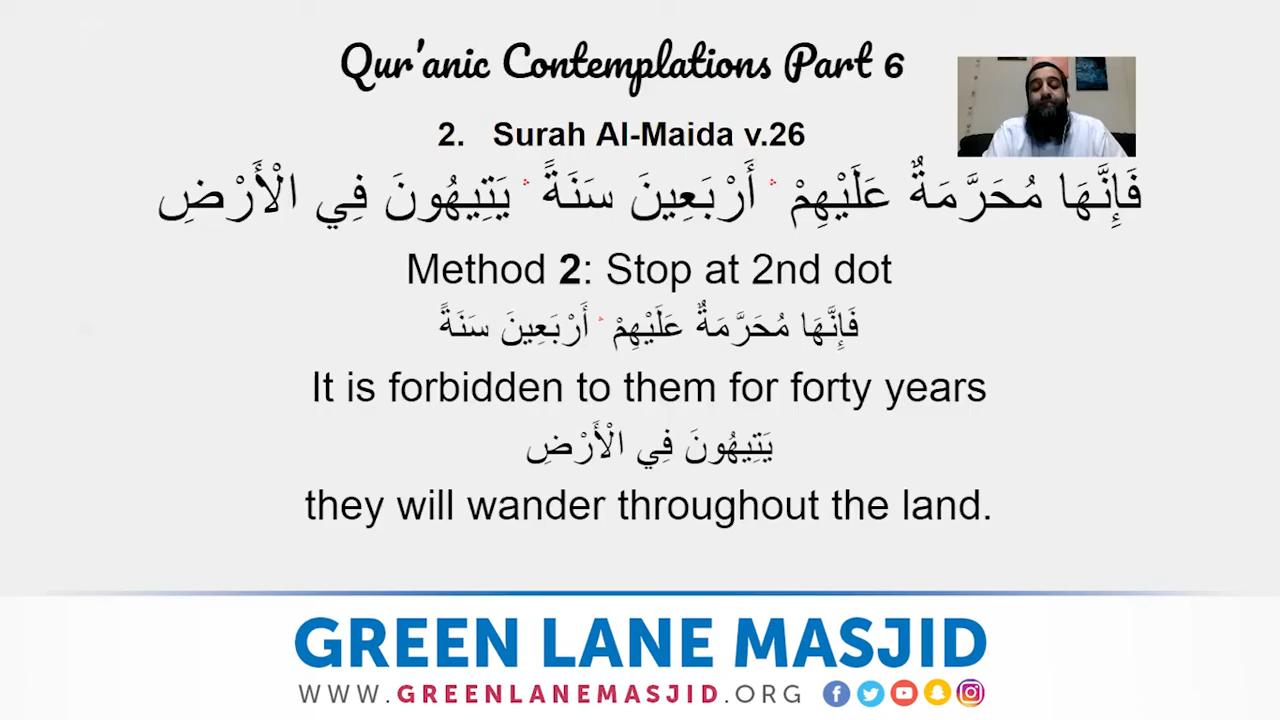 Qur'anic Contemplations Part 6
2. Surah Al-Maida v.26
فَإِنَّهَا مُحَرَّمَةٌ عَلَيْهِمْ ۛ أَرْبَعِينَ سَنَةً ۛ يَتِيهُونَ فِي الْأَرْضِ
Method 2: Stop at 2nd dot
فَإِنَّهَا مُحَرَّمَةٌ عَلَيْهِمْ ۛ أَرْبَعِينَ سَنَةً
It is forbidden to them for forty years
يَتِيهُونَ فِي الْأَرْضِ
they will wander throughout the land.
GREEN LANE MASJID
WWW.GREENLANEMASJID.ORG